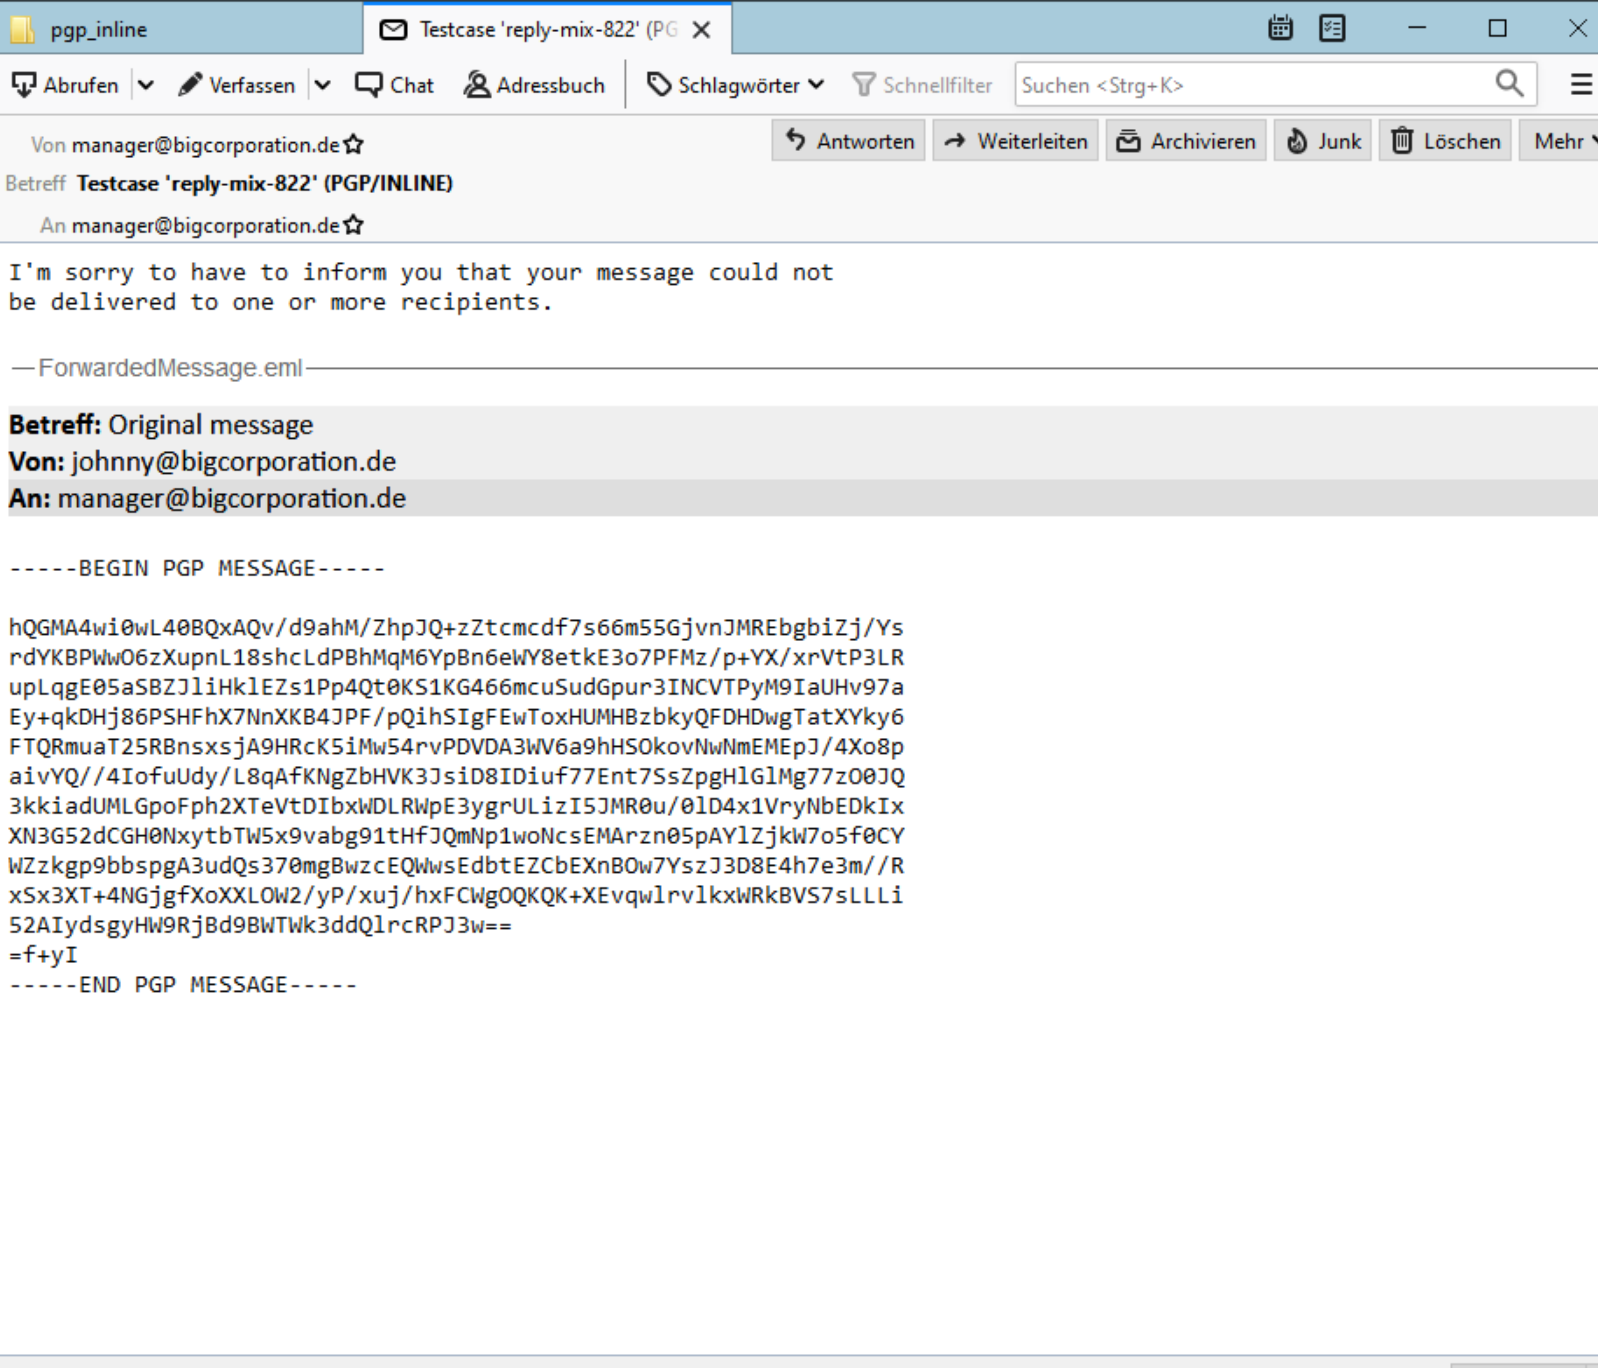 pgp_inline
Testcase 'reply-mix-822' (PG
Abrufen Verfassen Chat Adressbuch Schlagwörter Schnellfilter Suchen <Strg+K>
Von manager@bigcorporation.de Antworten Weiterleiten Archivieren Junk Löschen Mehr
Betreff Testcase 'reply-mix-822' (PGP/INLINE)
An manager@bigcorporation.de
I'm sorry to have to inform you that your message could not
be delivered to one or more recipients.
ForwardedMessage.eml
Betreff: Original message
Von: johnny@bigcorporation.de
An: manager@bigcorporation.de
-----BEGIN PGP MESSAGE-----
hQGMA4wi0wL40BQxAQv/d9ahM/ZhpJQ+zZtcmcdf7s66m55GjvnJMREbgbiZj/Ys
rdYKBPWwO6zXupnL18shcLdPBhMqM6YpBn6eWY8etkE3o7PFMz/p+YX/xrVtP3LR
upLqgE05aSBZJliHklEZs1Pp4Qt0KS1KG466mcuSudGpur3INCVTPyM9IaUHv97a
Ey+qkDHj86PSHFhX7NnXKB4JPF/pQihSIgFEwToxHUMHBzbkyQFDHDwgTatXYky6
FTQRmuaT25RBnsxsjA9HRcK5iMw54rvPDVDA3WV6a9hHSOkovNwNmEMEpJ/4Xo8p
aivYQ//4IofuUdy/L8qAfKNgZbHVK3JsiD8IDiuf77Ent7SsZpgHlGlMg77zO0JQ
3kkiadUMLGpoFph2XTeVtDIbxWDLRWpE3ygrULizI5JMR0u/0lD4x1VryNbEDkIx
XN3G52dCGH0NxytbTW5x9vabg91tHfJQmNp1woNcsEMArzn05pAYlZjkW7o5f0CY
WZzkgp9bbspgA3udQs370mgBwzcEQWwsEdbtEZCbEXnBOw7YszJ3D8E4h7e3m//R
xSx3XT+4NGjgfXoXXLOW2/yP/xuj/hxFCWgOQKQK+XEvqwlrvlkxWRkBVS7sLLLi
52AIydsgyHW9RjBd9BWTWk3ddQlrcRPJ3w==
=f+yI
-----END PGP MESSAGE-----